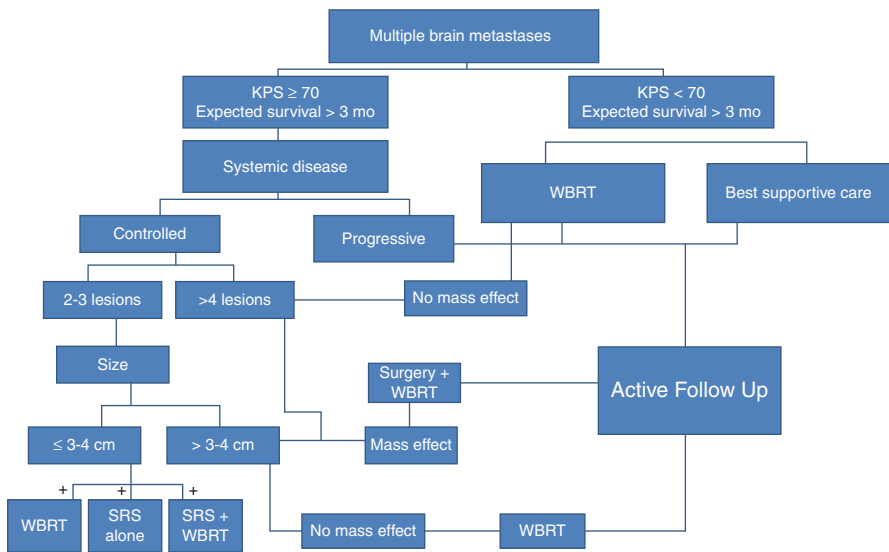 Multiple brain metastases
KPS ≥ 70
Expected survival > 3 mo
KPS < 70
Expected survival > 3 mo
Systemic disease
WBRT
Best supportive care
Controlled
Progressive
2-3 lesions
>4 lesions
No mass effect
Size
Surgery +
WBRT
Active Follow Up
≤ 3-4 cm
> 3-4 cm
Mass effect
+ + +
WBRT
SRS
alone
SRS +
WBRT
No mass effect
WBRT